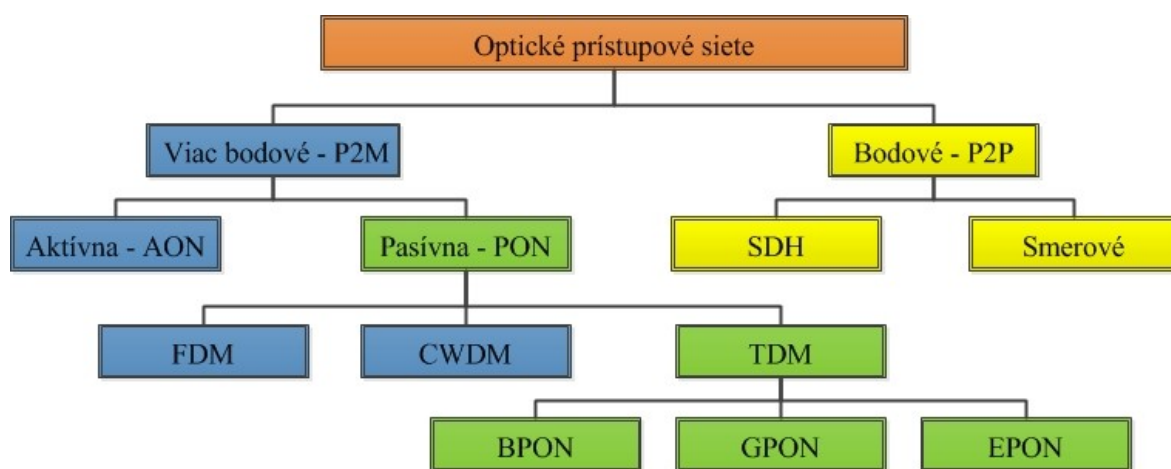 Optické prístupové siete
Viac bodové - P2M
Bodové - P2P
Aktívna - AON
Pasívna - PON
SDH
Smerové
FDM
CWDM
TDM
BPON
GPON
EPON